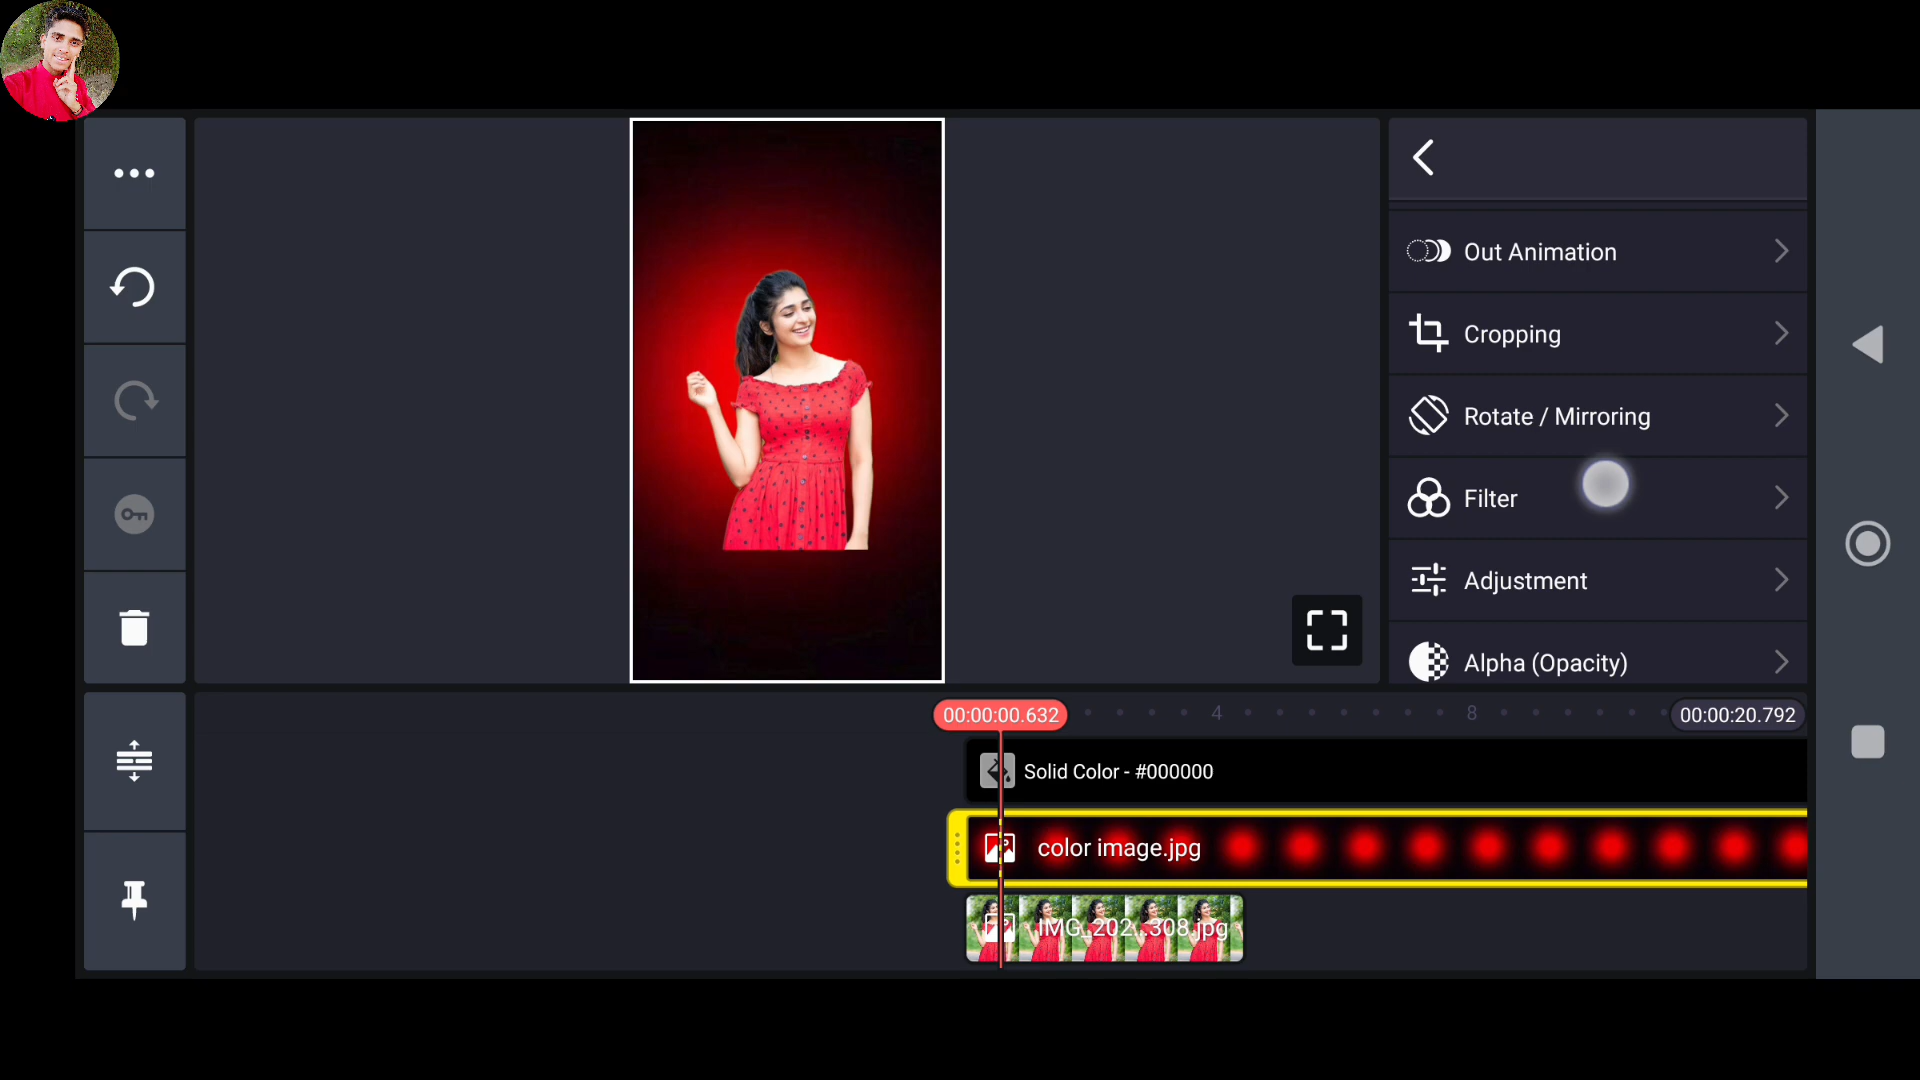 Out Animation
Cropping
Rotate / Mirroring
Filter
Adjustment
Alpha (Opacity)
00:00:00.632
4
8
00:00:20.792
Solid Color - #000000
color image.jpg
IMG_202...308.jpg